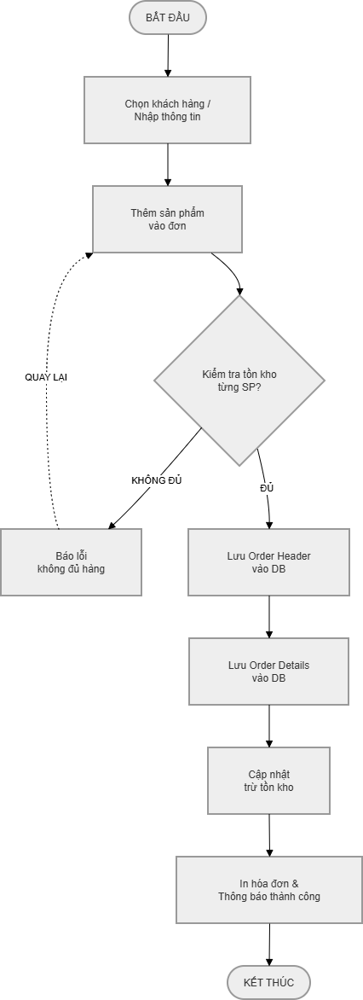 BẮT ĐẦU
Chọn khách hàng /
Nhập thông tin
Thêm sản phẩm
vào đơn
Kiểm tra tồn kho
từng SP?
QUAY LẠI
KHÔNG ĐỦ
ĐỦ
Báo lỗi
không đủ hàng
Lưu Order Header
vào DB
Lưu Order Details
vào DB
Cập nhật
trừ tồn kho
In hóa đơn &
Thông báo thành công
KẾT THÚC